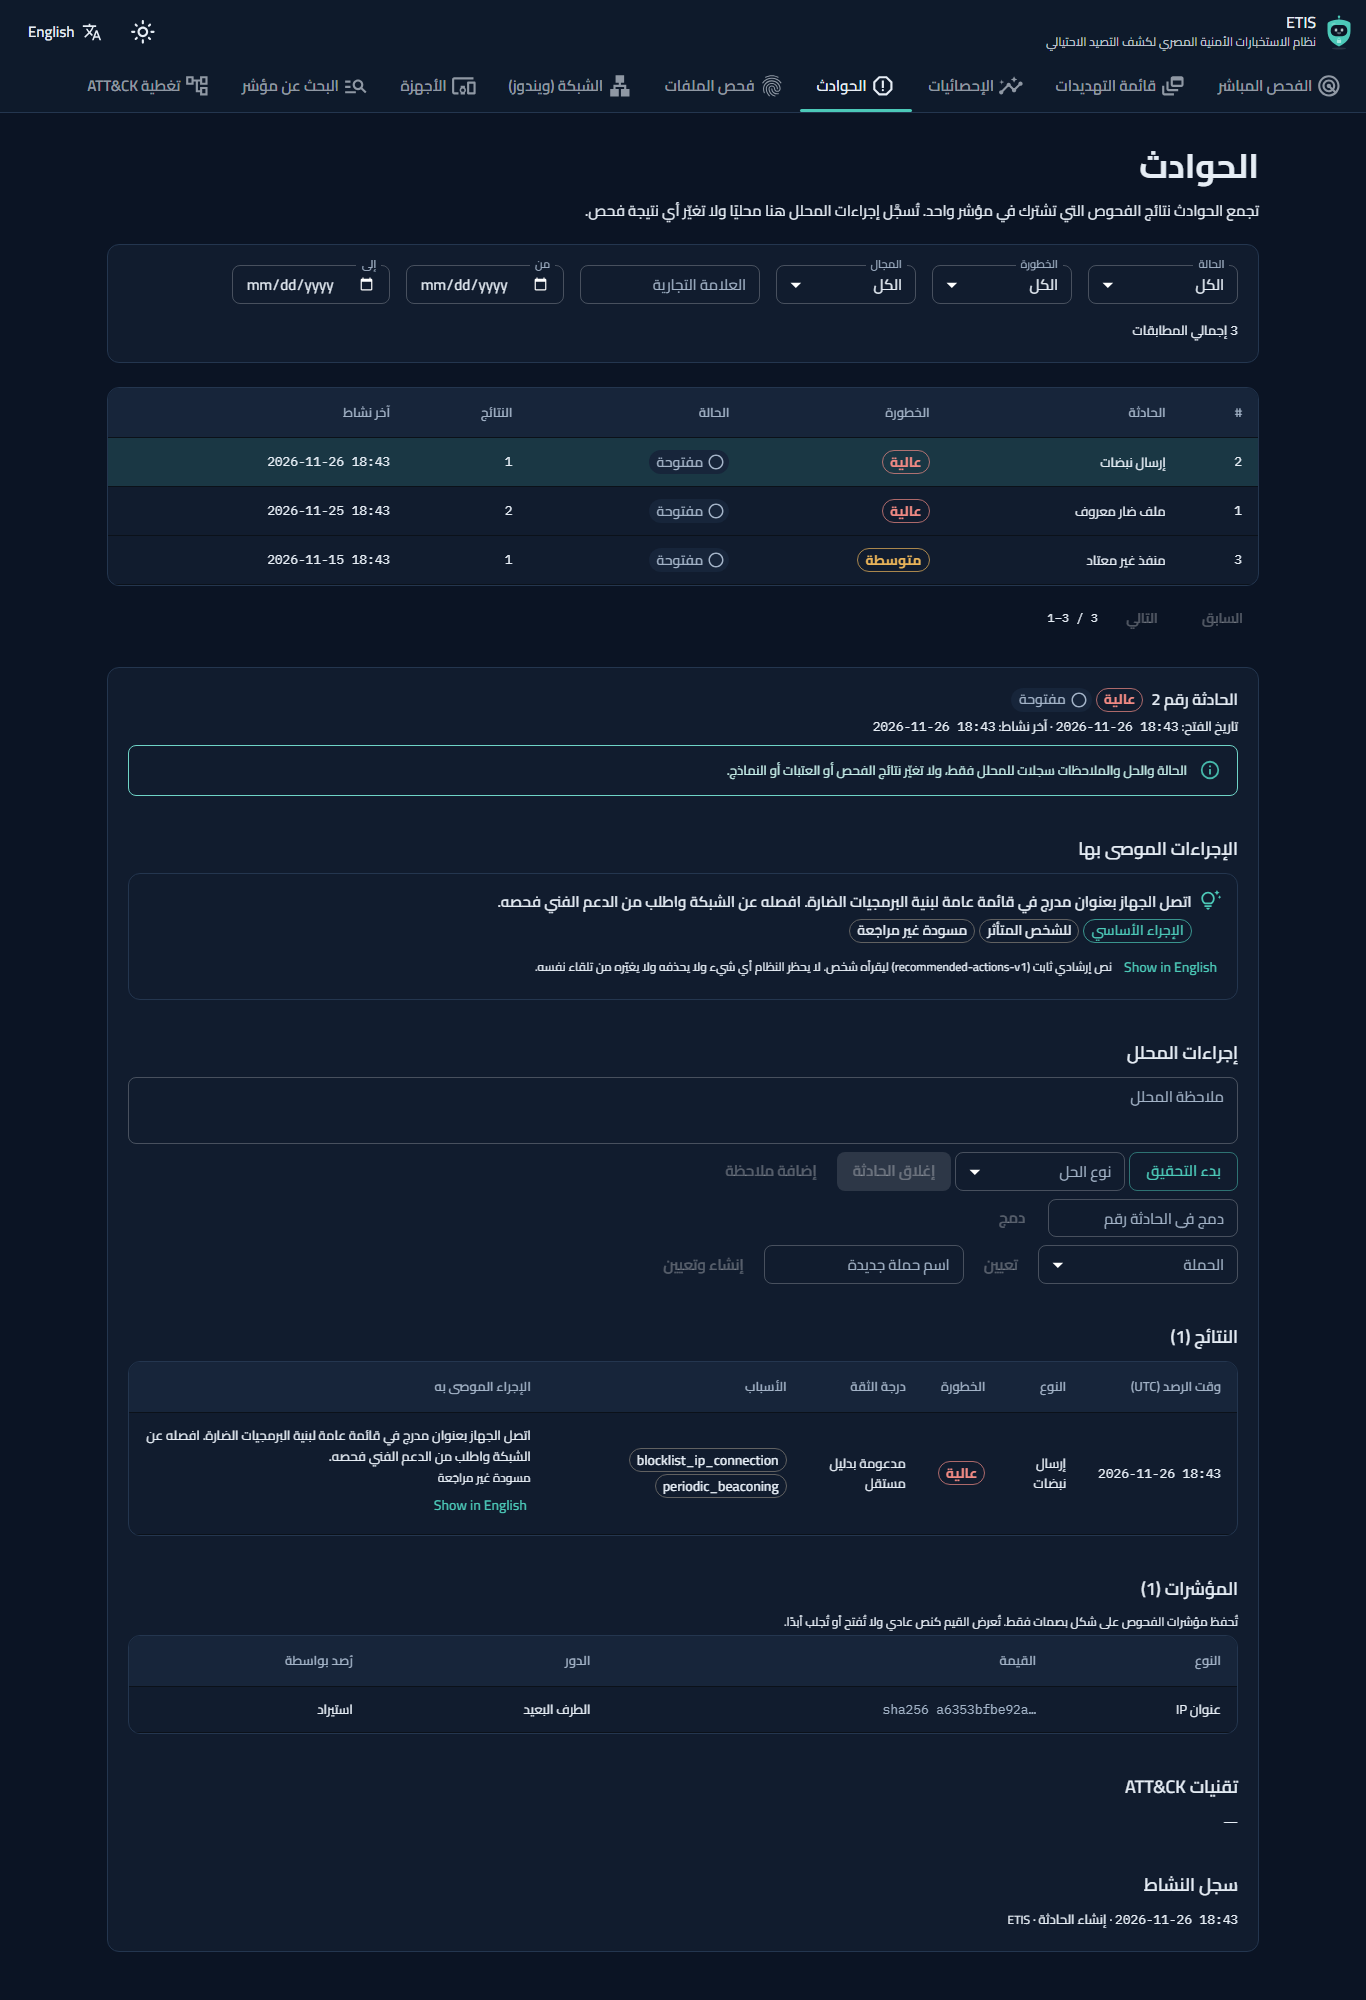 ETIS
نظام الاستخبارات الأمنية المصري لكشف التصيد الاحتيالي
English
الفحص المباشر
قائمة التهديدات
الإحصائيات
الحوادث
فحص الملفات
الشبكة (ويندوز)
الأجهزة
البحث عن مؤشر
تغطية ATT&CK
الحوادث
تجمع الحوادث نتائج الفحوص التي تشترك في مؤشر واحد. تُسجَّل إجراءات المحلل هنا محليًا ولا تغيّر أي نتيجة فحص.
الحالة الخطورة المجال من إلى
الكل الكل الكل العلامة التجارية mm/dd/yyyy mm/dd/yyyy
3 إجمالي المطابقات
# الحادثة الخطورة الحالة النتائج آخر نشاط
2 إرسال نبضات عالية مفتوحة 1 2026-11-26 18:43
1 ملف ضار معروف عالية مفتوحة 2 2026-11-25 18:43
3 منفذ غير معتاد متوسطة مفتوحة 1 2026-11-15 18:43
السابق التالي 1–3 / 3
الحادثة رقم 2 عالية مفتوحة
تاريخ الفتح: 2026-11-26 18:43 · آخر نشاط: 2026-11-26 18:43
الحالة والحل والملاحظات سجلات للمحلل فقط، ولا تغيّر نتائج الفحص أو العتبات أو النماذج.
الإجراءات الموصى بها
اتصل الجهاز بعنوان مدرج في قائمة عامة لبنية البرمجيات الضارة. افصله عن الشبكة واطلب من الدعم الفني فحصه.
الإجراء الأساسي للشخص المتأثر مسودة غير مراجعة
Show in English نص إرشادي ثابت (recommended-actions-v1) ليقرأه شخص. لا يحظر النظام أي شيء ولا يحذفه ولا يغيّره من تلقاء نفسه.
إجراءات المحلل
ملاحظة المحلل
بدء التحقيق نوع الحل إغلاق الحادثة إضافة ملاحظة
دمج في الحادثة رقم دمج
الحملة تعيين اسم حملة جديدة إنشاء وتعيين
النتائج (1)
وقت الرصد (UTC) النوع الخطورة درجة الثقة الأسباب الإجراء الموصى به
2026-11-26 18:43 إرسال نبضات عالية مدعومة بدليل مستقل
blocklist_ip_connection
periodic_beaconing
اتصل الجهاز بعنوان مدرج في قائمة عامة لبنية البرمجيات الضارة. افصله عن
الشبكة واطلب من الدعم الفني فحصه.
مسودة غير مراجعة
Show in English
المؤشرات (1)
تُحفظ مؤشرات الفحوص على شكل بصمات فقط. تُعرض القيم كنص عادي ولا تُفتح أو تُجلب أبدًا.
النوع القيمة الدور رُصد بواسطة
عنوان IP sha256 a6353bfbe92a… الطرف البعيد استيراد
تقنيات ATT&CK
—
سجل النشاط
2026-11-26 18:43 · إنشاء الحادثة · ETIS